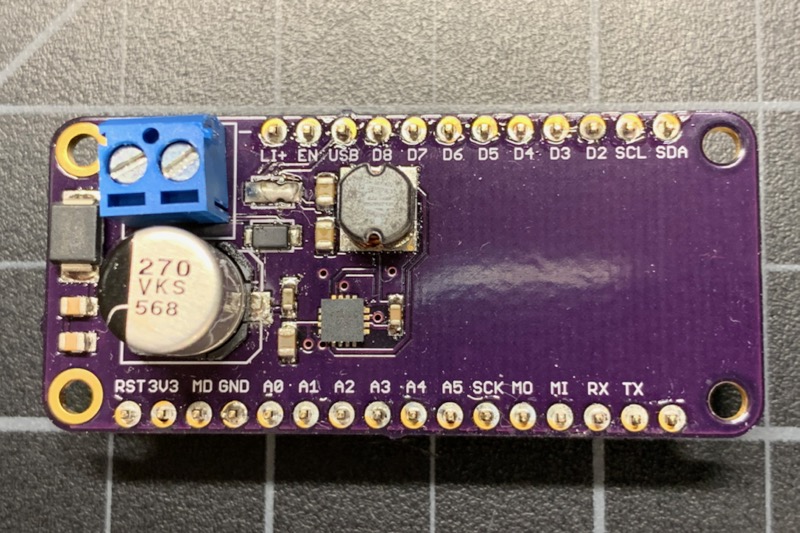 LI+ EN USB D8 D7 D6 D5 D4 D3 D2 SCL SDA
270
VKS
568
RST 3V3 MD GND A0 A1 A2 A3 A4 A5 SCK MO MI RX TX